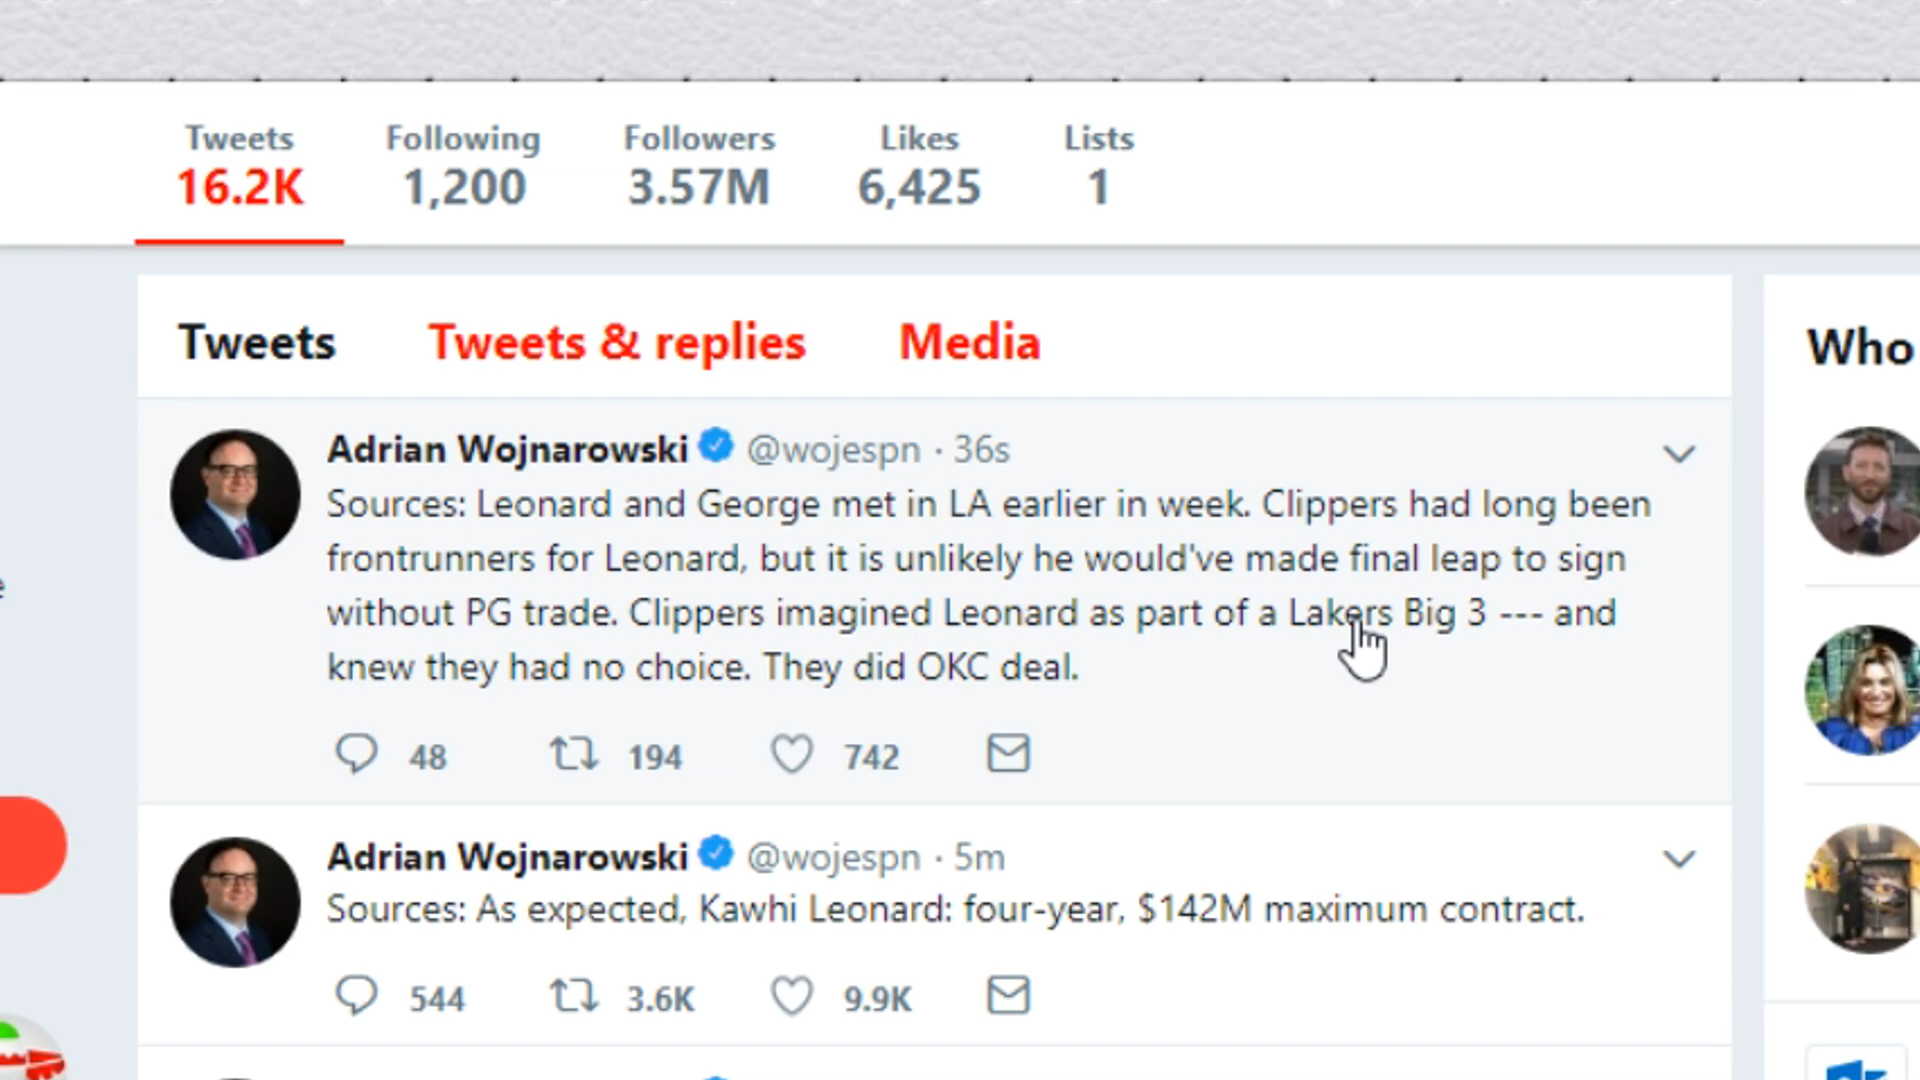 Tweets Following Followers Likes Lists
16.2K 1,200 3.57M 6,425 1
Tweets Tweets & replies Media
Who
Adrian Wojnarowski @wojespn · 36s
Sources: Leonard and George met in LA earlier in week. Clippers had long been
frontrunners for Leonard, but it is unlikely he would've made final leap to sign
without PG trade. Clippers imagined Leonard as part of a Lakers Big 3 --- and
knew they had no choice. They did OKC deal.
48 194 742
Adrian Wojnarowski @wojespn · 5m
Sources: As expected, Kawhi Leonard: four-year, $142M maximum contract.
544 3.6K 9.9K